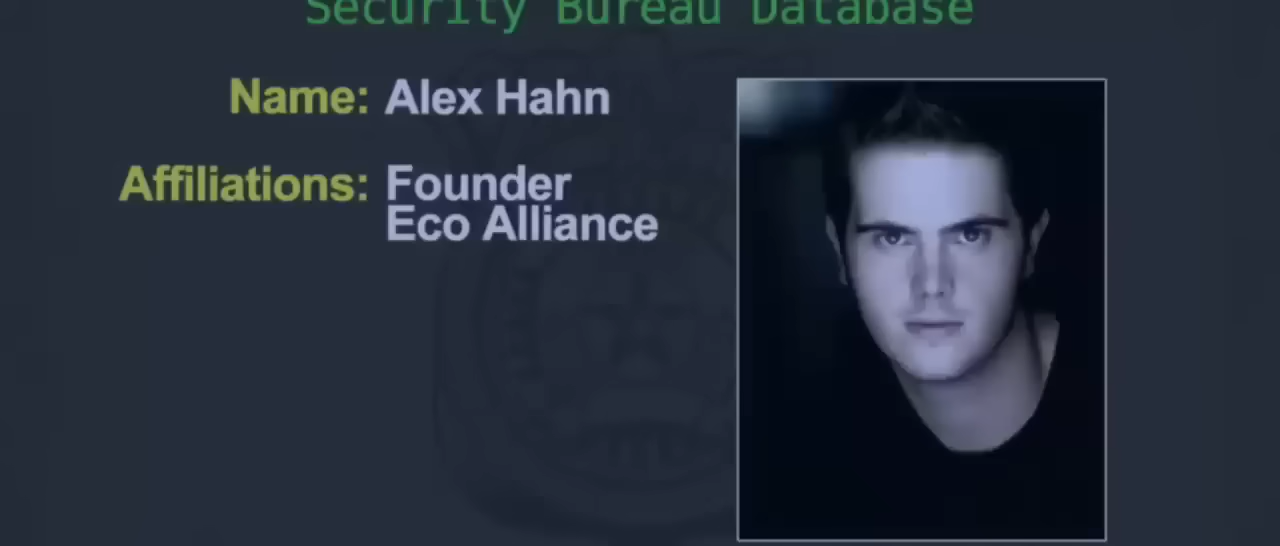 Security Bureau Database
Name: Alex Hahn
Affiliations: Founder
Eco Alliance